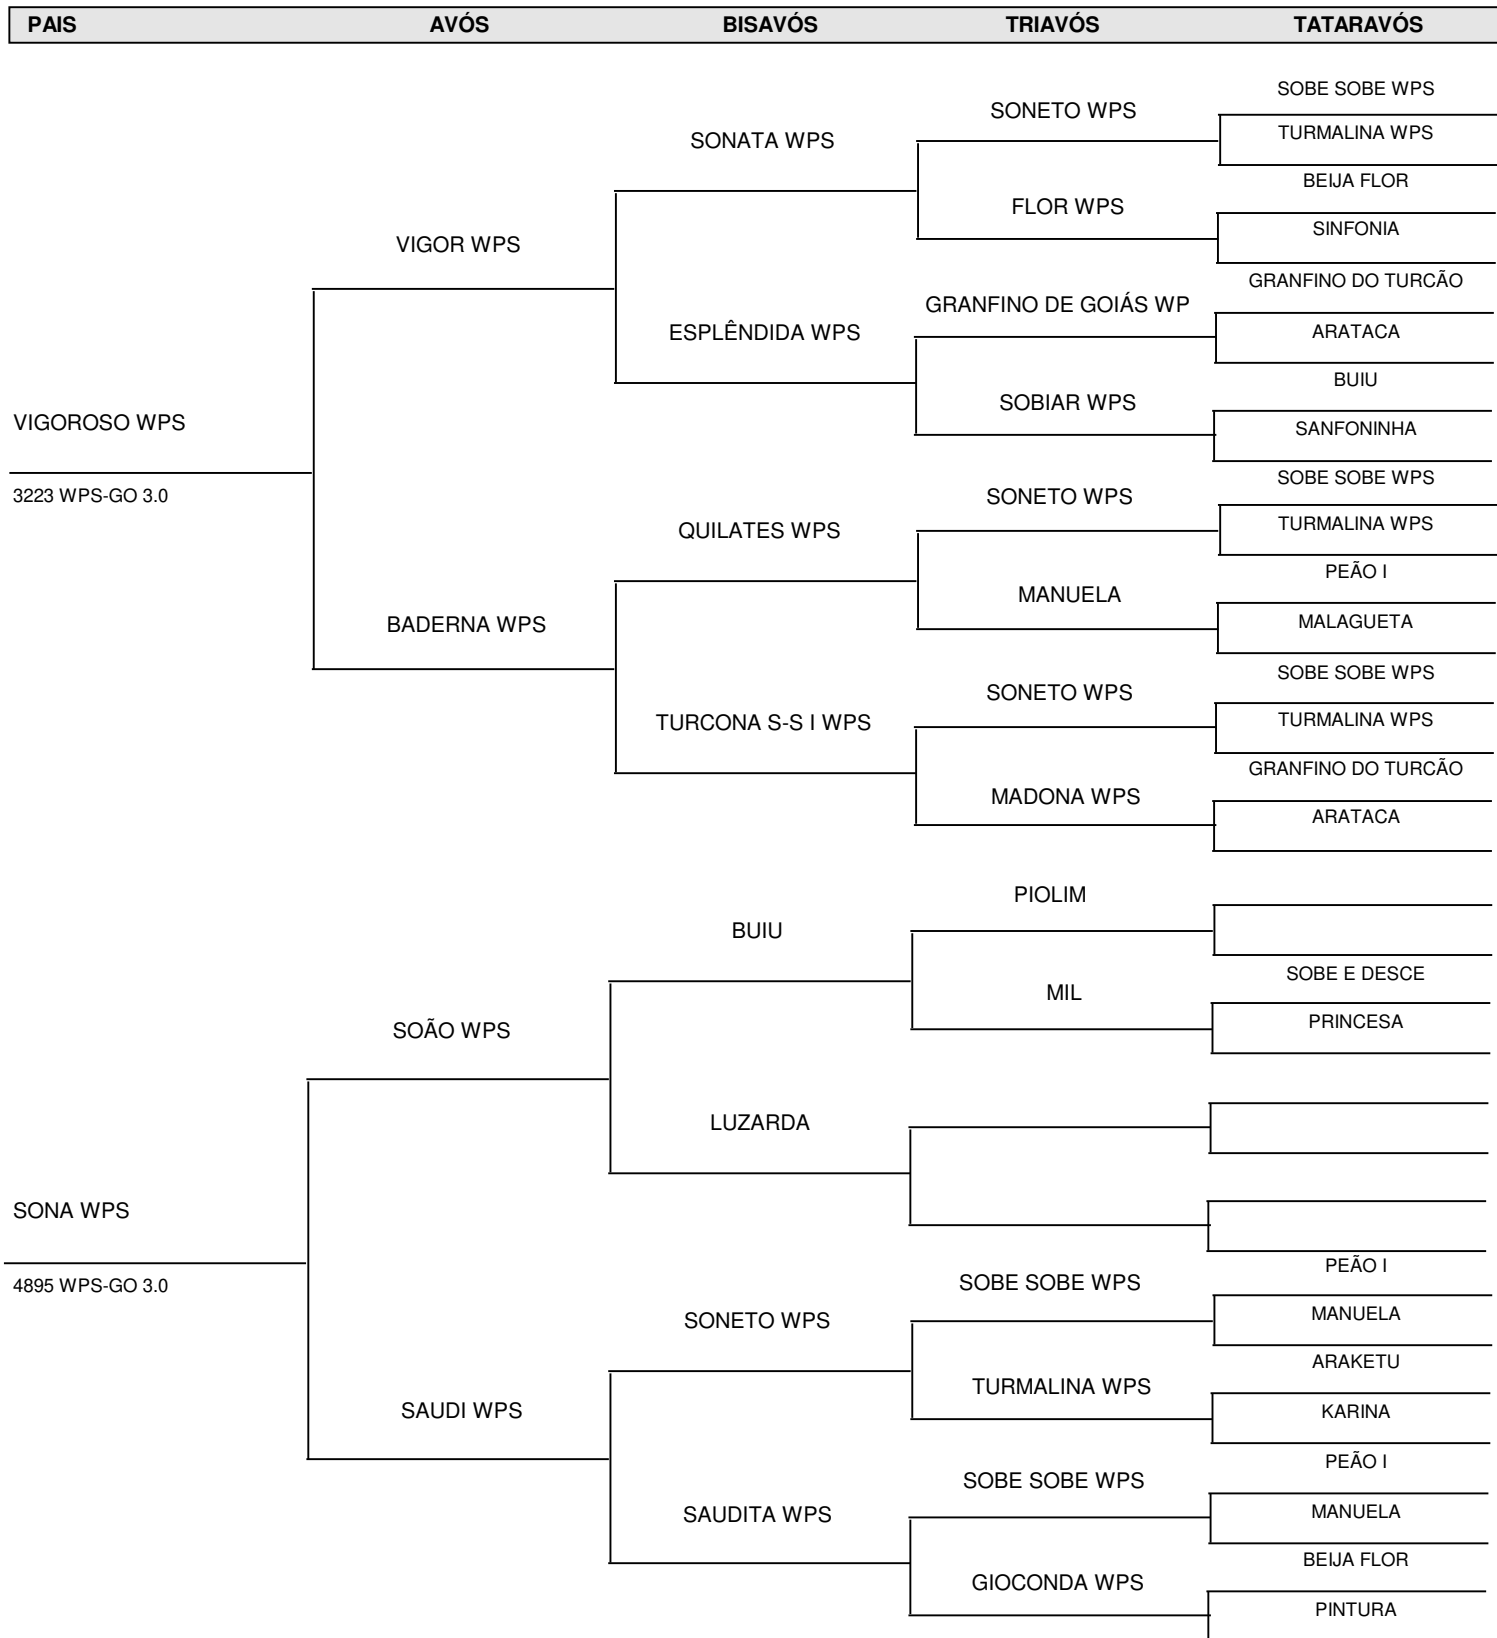 PAIS AVÓS BISAVÓS TRIAVÓS TATARAVÓS
SOBE SOBE WPS
SONETO WPS
TURMALINA WPS
SONATA WPS
BEIJA FLOR
FLOR WPS
SINFONIA
VIGOR WPS
GRANFINO DO TURCÃO
GRANFINO DE GOIÁS WP
ESPLÊNDIDA WPS
ARATACA
BUIU
SOBIAR WPS
VIGOROSO WPS
SANFONINHA
SOBE SOBE WPS
3223 WPS-GO 3.0
SONETO WPS
QUILATES WPS
TURMALINA WPS
PEÃO I
MANUELA
BADERNA WPS
MALAGUETA
SOBE SOBE WPS
SONETO WPS
TURCONA S-S I WPS
TURMALINA WPS
GRANFINO DO TURCÃO
MADONA WPS
ARATACA
PIOLIM
BUIU
SOBE E DESCE
MIL
SOÃO WPS
PRINCESA
LUZARDA
SONA WPS
PEÃO I
4895 WPS-GO 3.0
SOBE SOBE WPS
SONETO WPS
MANUELA
ARAKETU
TURMALINA WPS
SAUDI WPS
KARINA
PEÃO I
SOBE SOBE WPS
SAUDITA WPS
MANUELA
BEIJA FLOR
GIOCONDA WPS
PINTURA